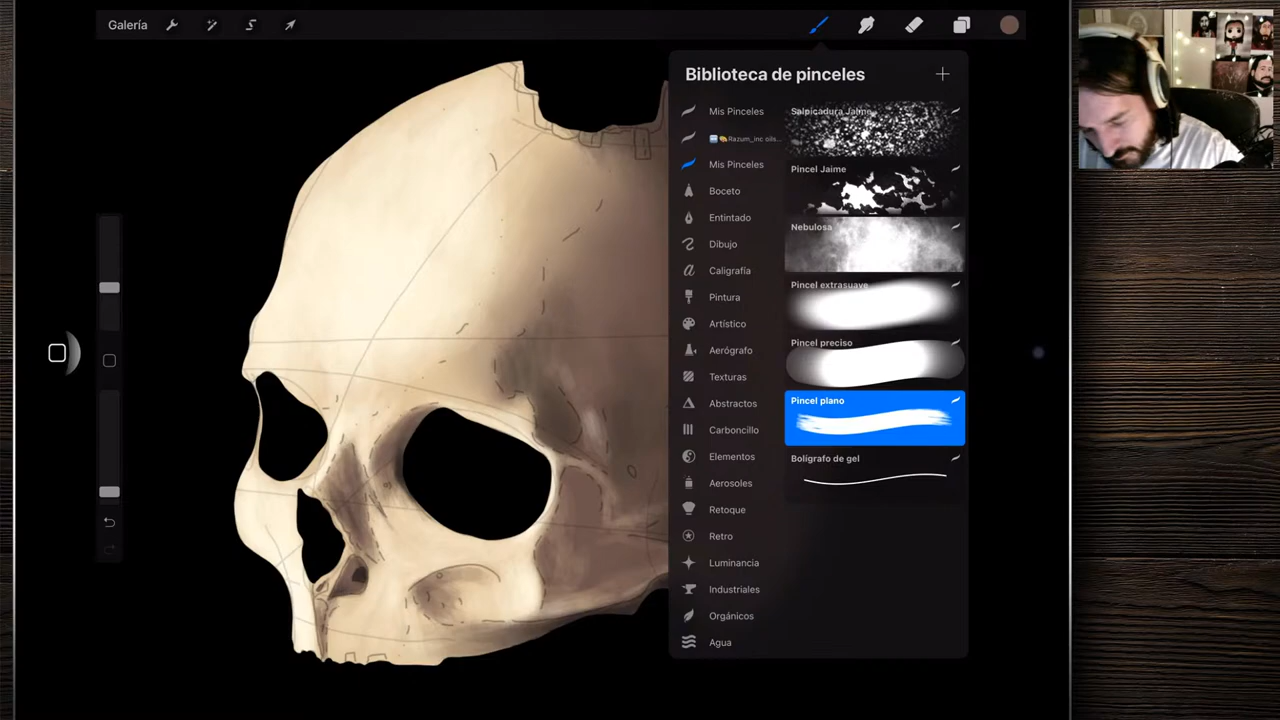 Galería
Biblioteca de pinceles
Mis Pinceles
Razum_inc oils...
Mis Pinceles
Boceto
Entintado
Dibujo
Caligrafía
Pintura
Artístico
Aerógrafo
Texturas
Abstractos
Carboncillo
Elementos
Aerosoles
Retoque
Retro
Luminancia
Industriales
Orgánicos
Agua
Salpicadura Jaime
Pincel Jaime
Nebulosa
Pincel extrasuave
Pincel preciso
Pincel plano
Bolígrafo de gel